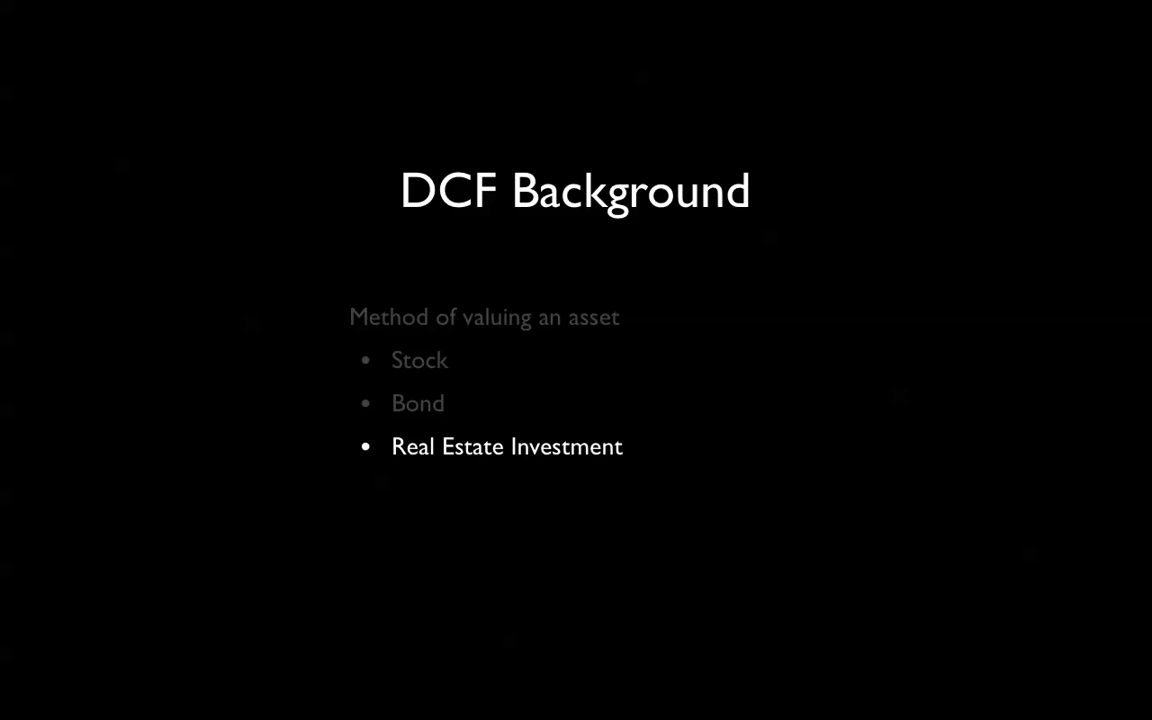 DCF Background
Method of valuing an asset
• Stock
• Bond
• Real Estate Investment